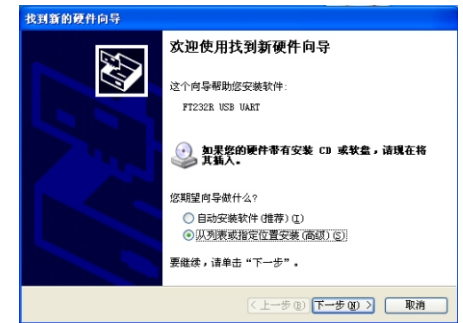 找到新的硬件向导
欢迎使用找到新硬件向导
这个向导帮助您安装软件:
FT232R USB UART
如果您的硬件带有安装 CD 或软盘，请现在将
其插入。
您期望向导做什么?
自动安装软件(推荐)(I)
从列表或指定位置安装(高级)(S)
要继续，请单击“下一步”。
<上一步(B) 下一步(N)> 取消